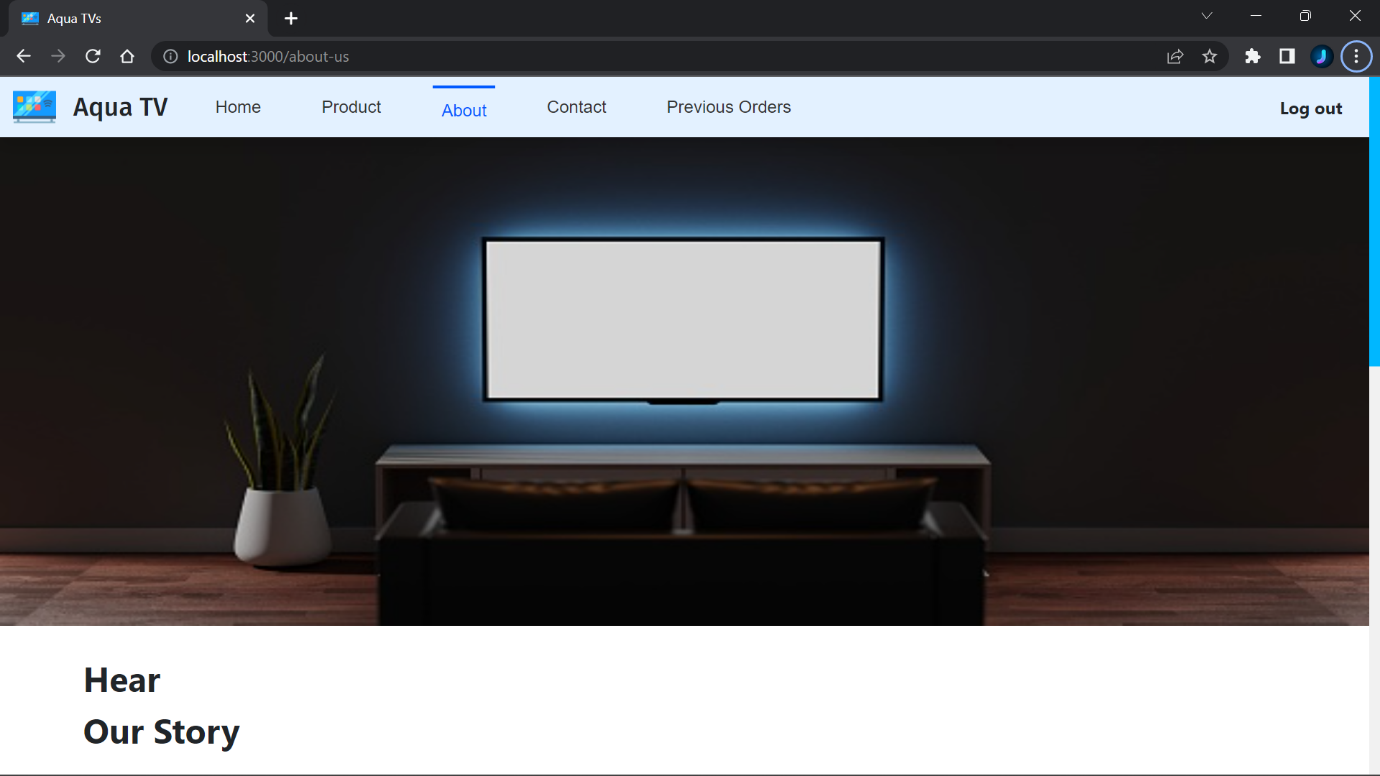 Aqua TVs
localhost:3000/about-us
Aqua TV Home Product About Contact Previous Orders Log out
Hear
Our Story